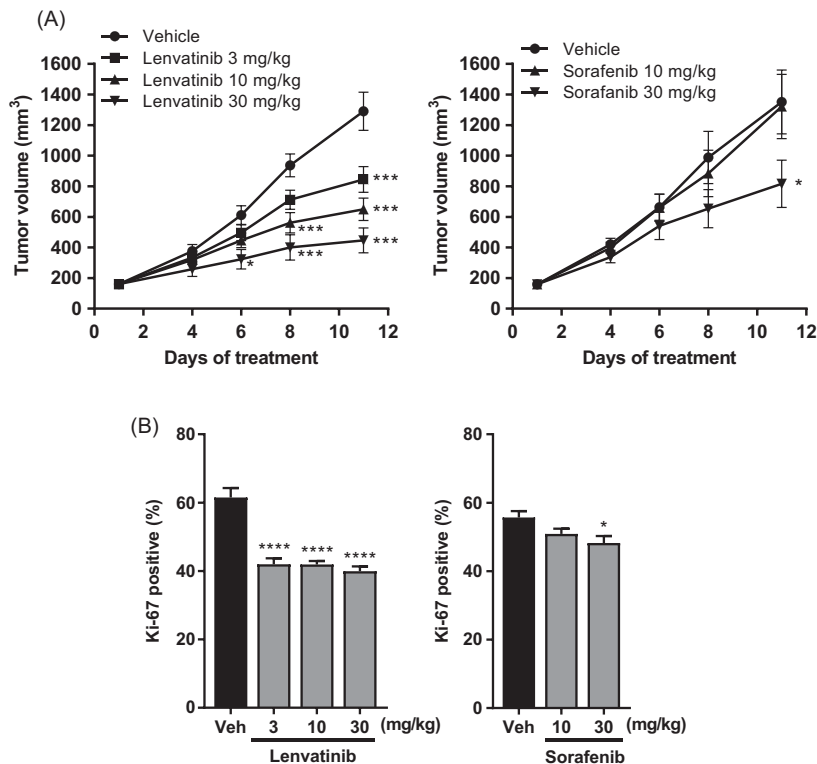 (A)
Vehicle
Lenvatinib 3 mg/kg
Lenvatinib 10 mg/kg
Lenvatinib 30 mg/kg
Tumor volume (mm³)
1600
1400
1200
1000
800
600
400
200
0
***
***
***
***
***
*
0 2 4 6 8 10 12
Days of treatment
Vehicle
Sorafenib 10 mg/kg
Sorafanib 30 mg/kg
Tumor volume (mm³)
1600
1400
1200
1000
800
600
400
200
0
*
0 2 4 6 8 10 12
Days of treatment
(B)
Ki-67 positive (%)
80
60
40
20
0
**** **** ****
Veh 3 10 30 (mg/kg)
Lenvatinib
Ki-67 positive (%)
80
60
40
20
0
*
Veh 10 30 (mg/kg)
Sorafenib